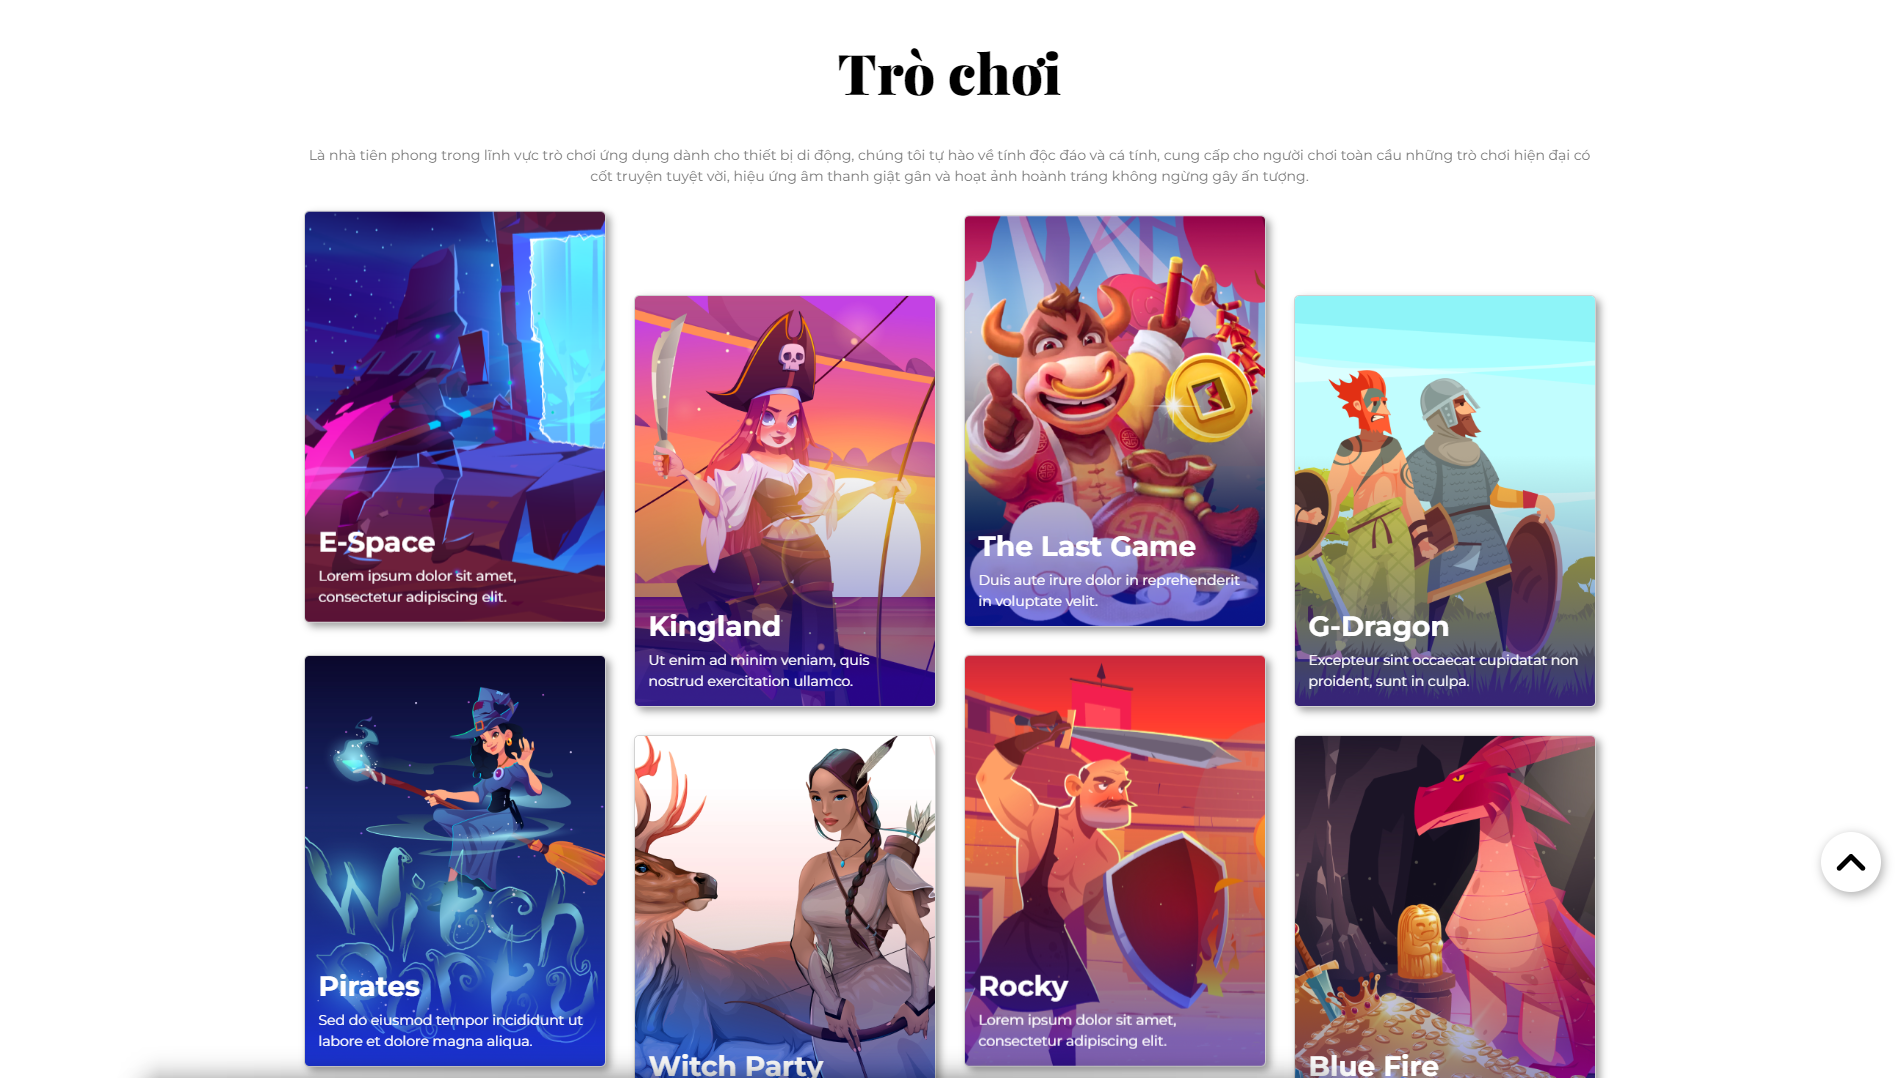 Trò chơi
Là nhà tiên phong trong lĩnh vực trò chơi ứng dụng dành cho thiết bị di động, chúng tôi tự hào về tính độc đáo và cá tính, cung cấp cho người chơi toàn cầu những trò chơi hiện đại có
cốt truyện tuyệt vời, hiệu ứng âm thanh giật gân và hoạt ảnh hoành tráng không ngừng gây ấn tượng.
E-Space
Lorem ipsum dolor sit amet,
consectetur adipiscing elit.
Kingland
Ut enim ad minim veniam, quis
nostrud exercitation ullamco.
The Last Game
Duis aute irure dolor in reprehenderit
in voluptate velit.
G-Dragon
Excepteur sint occaecat cupidatat non
proident, sunt in culpa.
Witch
Party
Pirates
Sed do eiusmod tempor incididunt ut
labore et dolore magna aliqua.
Witch Party
Rocky
Lorem ipsum dolor sit amet,
consectetur adipiscing elit.
Blue Fire